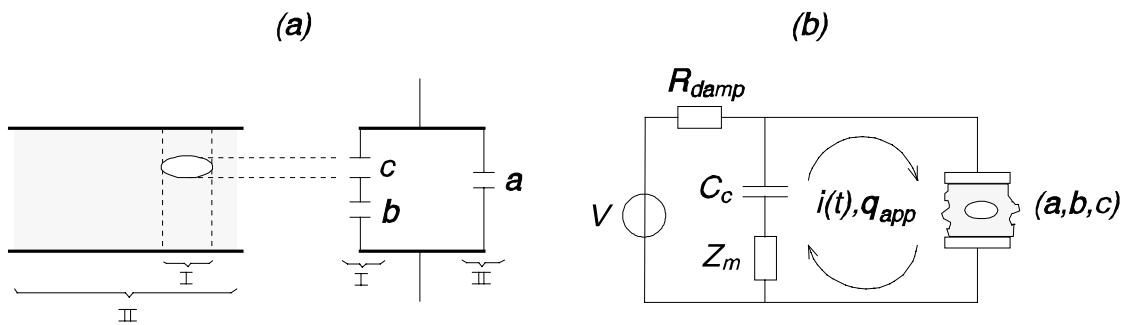 (a)
(b)
R_damp
c
b
a
I
II
I
II
V
C_c
Z_m
i(t),q_app
(a,b,c)